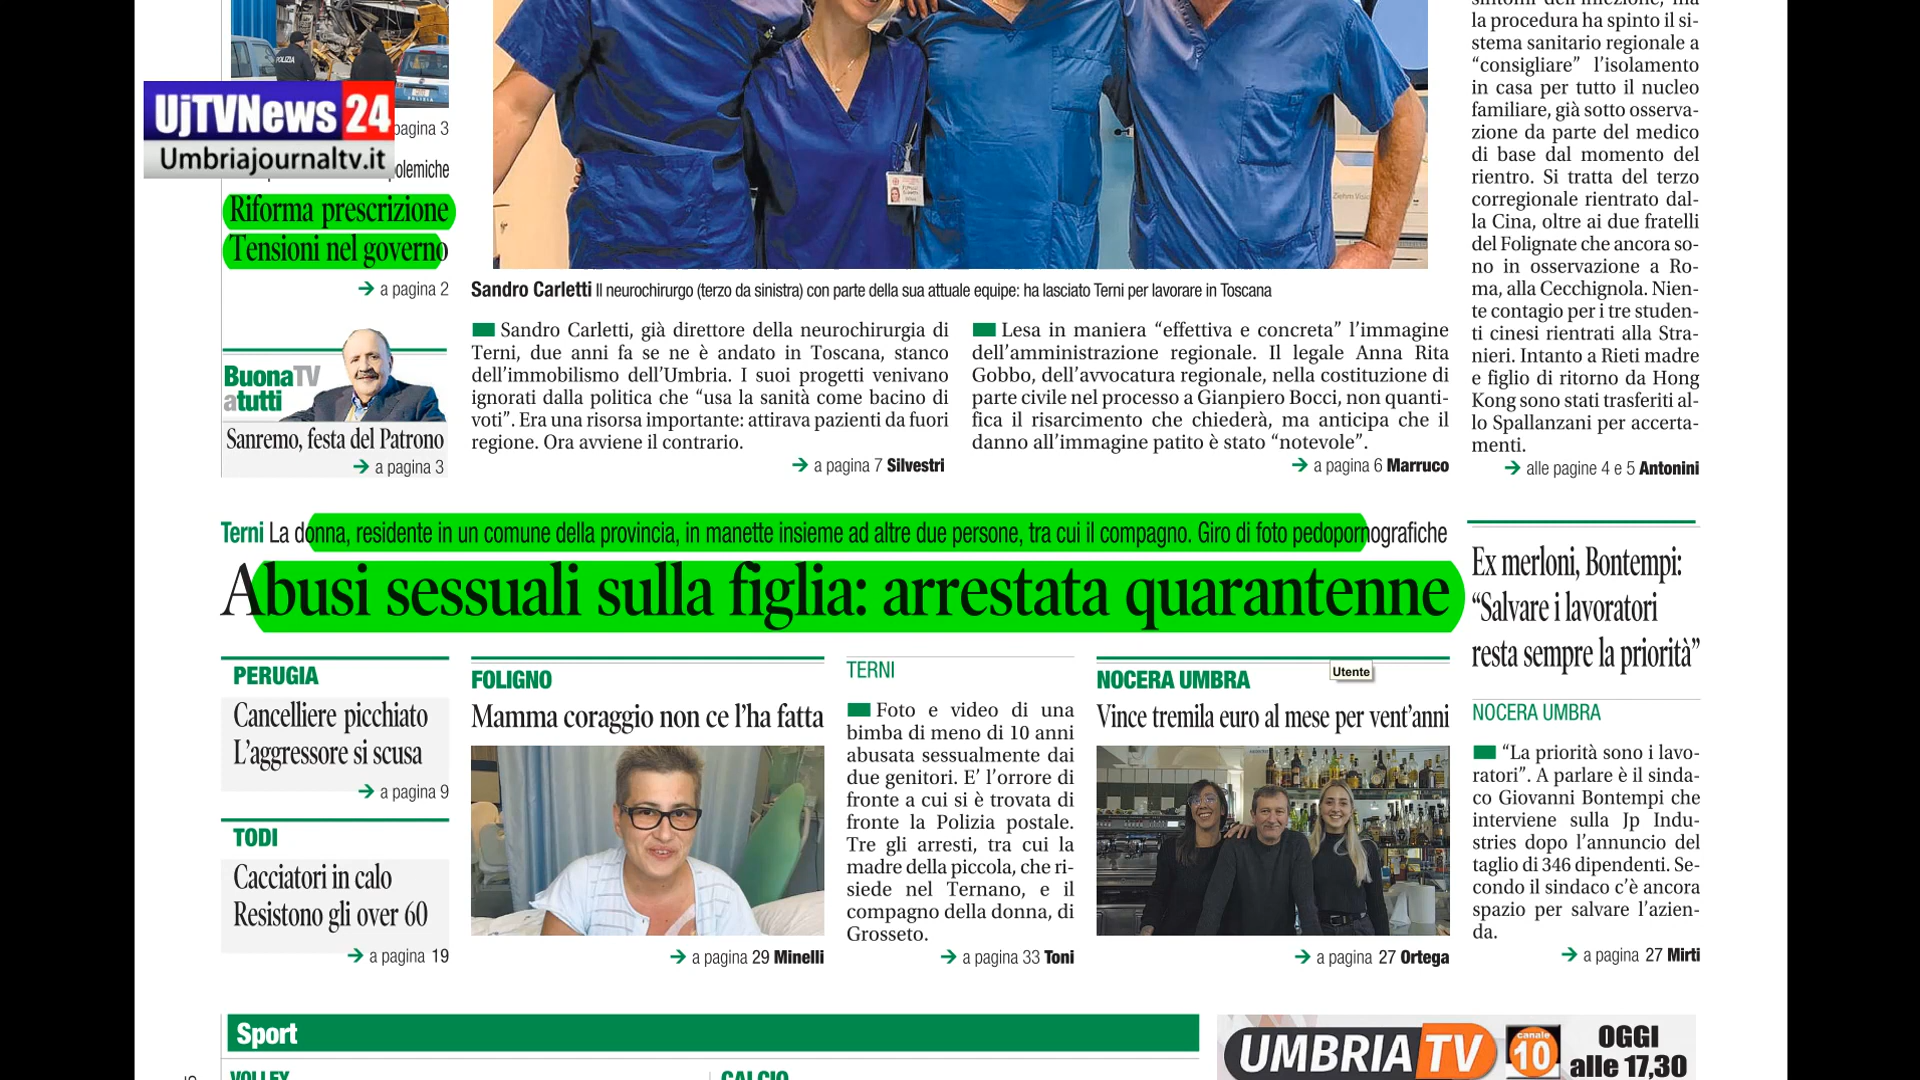 POLIZIA
POLIZIA
UjTVNews 24
Umbriajournaltv.it
pagina 3
olemiche
Riforma prescrizione
Tensioni nel governo
→ a pagina 2
BuonaTV
atutti
Sanremo, festa del Patrono
→ a pagina 3
Sandro Carletti Il neurochirurgo (terzo da sinistra) con parte della sua attuale equipe: ha lasciato Terni per lavorare in Toscana
Sandro Carletti, già direttore della neurochirurgia di
Terni, due anni fa se ne è andato in Toscana, stanco
dell'immobilismo dell'Umbria. I suoi progetti venivano
ignorati dalla politica che “usa la sanità come bacino di
voti”. Era una risorsa importante: attirava pazienti da fuori
regione. Ora avviene il contrario.
→ a pagina 7 Silvestri
Lesa in maniera “effettiva e concreta” l'immagine
dell'amministrazione regionale. Il legale Anna Rita
Gobbo, dell'avvocatura regionale, nella costituzione di
parte civile nel processo a Gianpiero Bocci, non quanti-
fica il risarcimento che chiederà, ma anticipa che il
danno all'immagine patito è stato “notevole”.
→ a pagina 6 Marruco
sintomi dell'infezione, ma
la procedura ha spinto il si-
stema sanitario regionale a
“consigliare” l'isolamento
in casa per tutto il nucleo
familiare, già sotto osserva-
zione da parte del medico
di base dal momento del
rientro. Si tratta del terzo
corregionale rientrato dal-
la Cina, oltre ai due fratelli
del Folignate che ancora so-
no in osservazione a Ro-
ma, alla Cecchignola. Nien-
te contagio per i tre studen-
ti cinesi rientrati alla Stra-
nieri. Intanto a Rieti madre
e figlio di ritorno da Hong
Kong sono stati trasferiti al-
lo Spallanzani per accerta-
menti.
→ alle pagine 4 e 5 Antonini
Terni La donna, residente in un comune della provincia, in manette insieme ad altre due persone, tra cui il compagno. Giro di foto pedopornografiche
Abusi sessuali sulla figlia: arrestata quarantenne
PERUGIA
Cancelliere picchiato
L'aggressore si scusa
→ a pagina 9
TODI
Cacciatori in calo
Resistono gli over 60
→ a pagina 19
FOLIGNO
Mamma coraggio non ce l'ha fatta
→ a pagina 29 Minelli
TERNI
Foto e video di una
bimba di meno di 10 anni
abusata sessualmente dai
due genitori. E' l'orrore di
fronte a cui si è trovata di
fronte la Polizia postale.
Tre gli arresti, tra cui la
madre della piccola, che ri-
siede nel Ternano, e il
compagno della donna, di
Grosseto.
→ a pagina 33 Toni
NOCERA UMBRA
Utente
Vince tremila euro al mese per vent'anni
→ a pagina 27 Ortega
Ex merloni, Bontempi:
“Salvare i lavoratori
resta sempre la priorità”
NOCERA UMBRA
“La priorità sono i lavo-
ratori”. A parlare è il sinda-
co Giovanni Bontempi che
interviene sulla Jp Indu-
stries dopo l'annuncio del
taglio di 346 dipendenti. Se-
condo il sindaco c'è ancora
spazio per salvare l'azien-
da.
→ a pagina 27 Mirti
Sport
VOLLEY
CALCIO
UMBRIA TV
canale
10
OGGI
alle 17,30